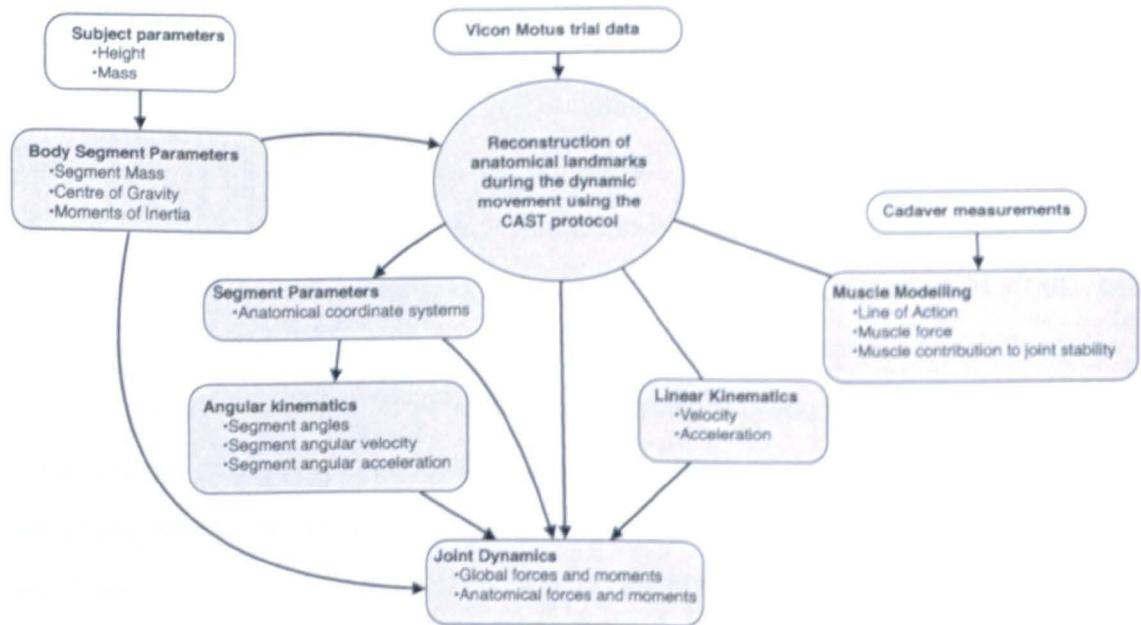 Subject parameters
•Height
•Mass
Vicon Motus trial data
Body Segment Parameters
•Segment Mass
•Centre of Gravity
•Moments of Inertia
Reconstruction of
anatomical landmarks
during the dynamic
movement using the
CAST protocol
Cadaver measurements
Segment Parameters
•Anatomical coordinate systems
Muscle Modelling
•Line of Action
•Muscle force
•Muscle contribution to joint stability
Angular kinematics
•Segment angles
•Segment angular velocity
•Segment angular acceleration
Linear Kinematics
•Velocity
•Acceleration
Joint Dynamics
•Global forces and moments
•Anatomical forces and moments